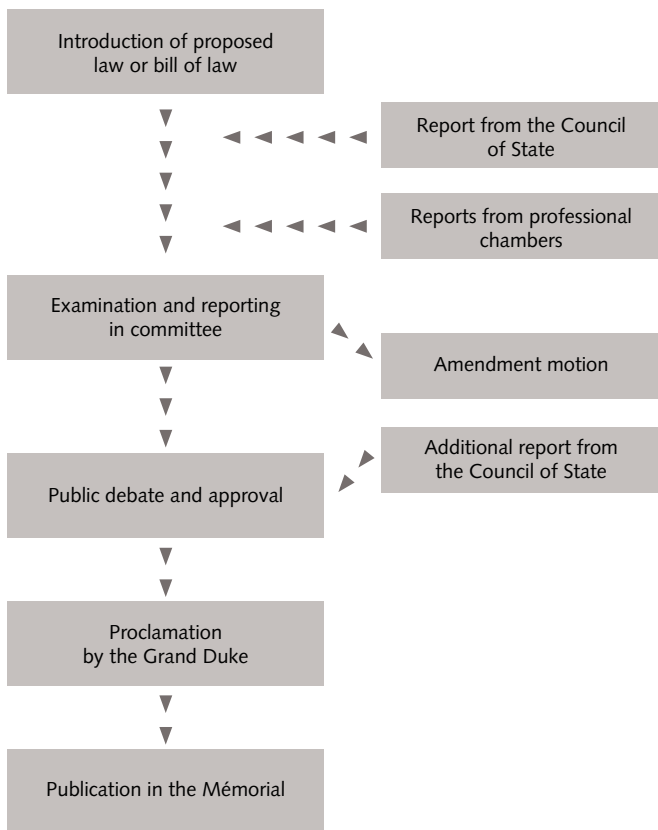 Introduction of proposed
law or bill of law
Report from the Council
of State
Reports from professional
chambers
Examination and reporting
in committee
Amendment motion
Additional report from
the Council of State
Public debate and approval
Proclamation
by the Grand Duke
Publication in the Mémorial